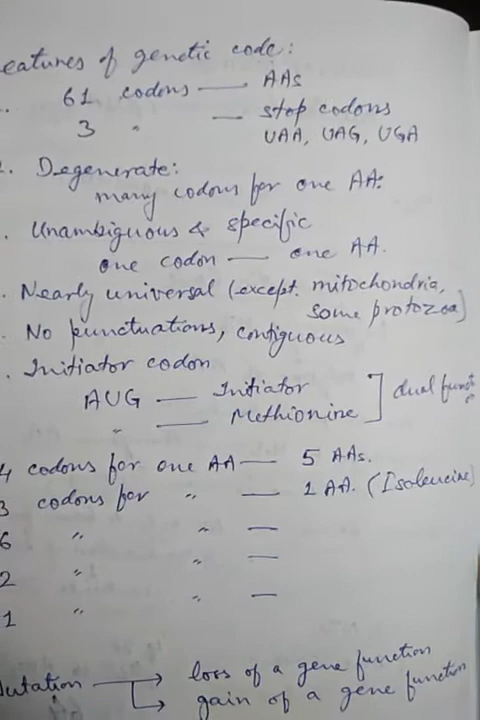 eatures of genetic code:
. 61 codons — AAs
3 " — stop codons
UAA, UAG, UGA
. Degenerate:
many codons for one AA.
. Unambiguous & specific
one codon — one AA.
. Nearly universal (except. mitochondria,
some protozoa)
. No punctuations, contiguous
. Initiator codon
AUG — Initiator
" — Methionine ] dual funct
4 codons for one AA — 5 AAs.
3 codons for " — 1 AA. (Isoleucine)
6 " " —
2 " " —
1 " " —
utation → loss of a gene function
→ gain of a gene function